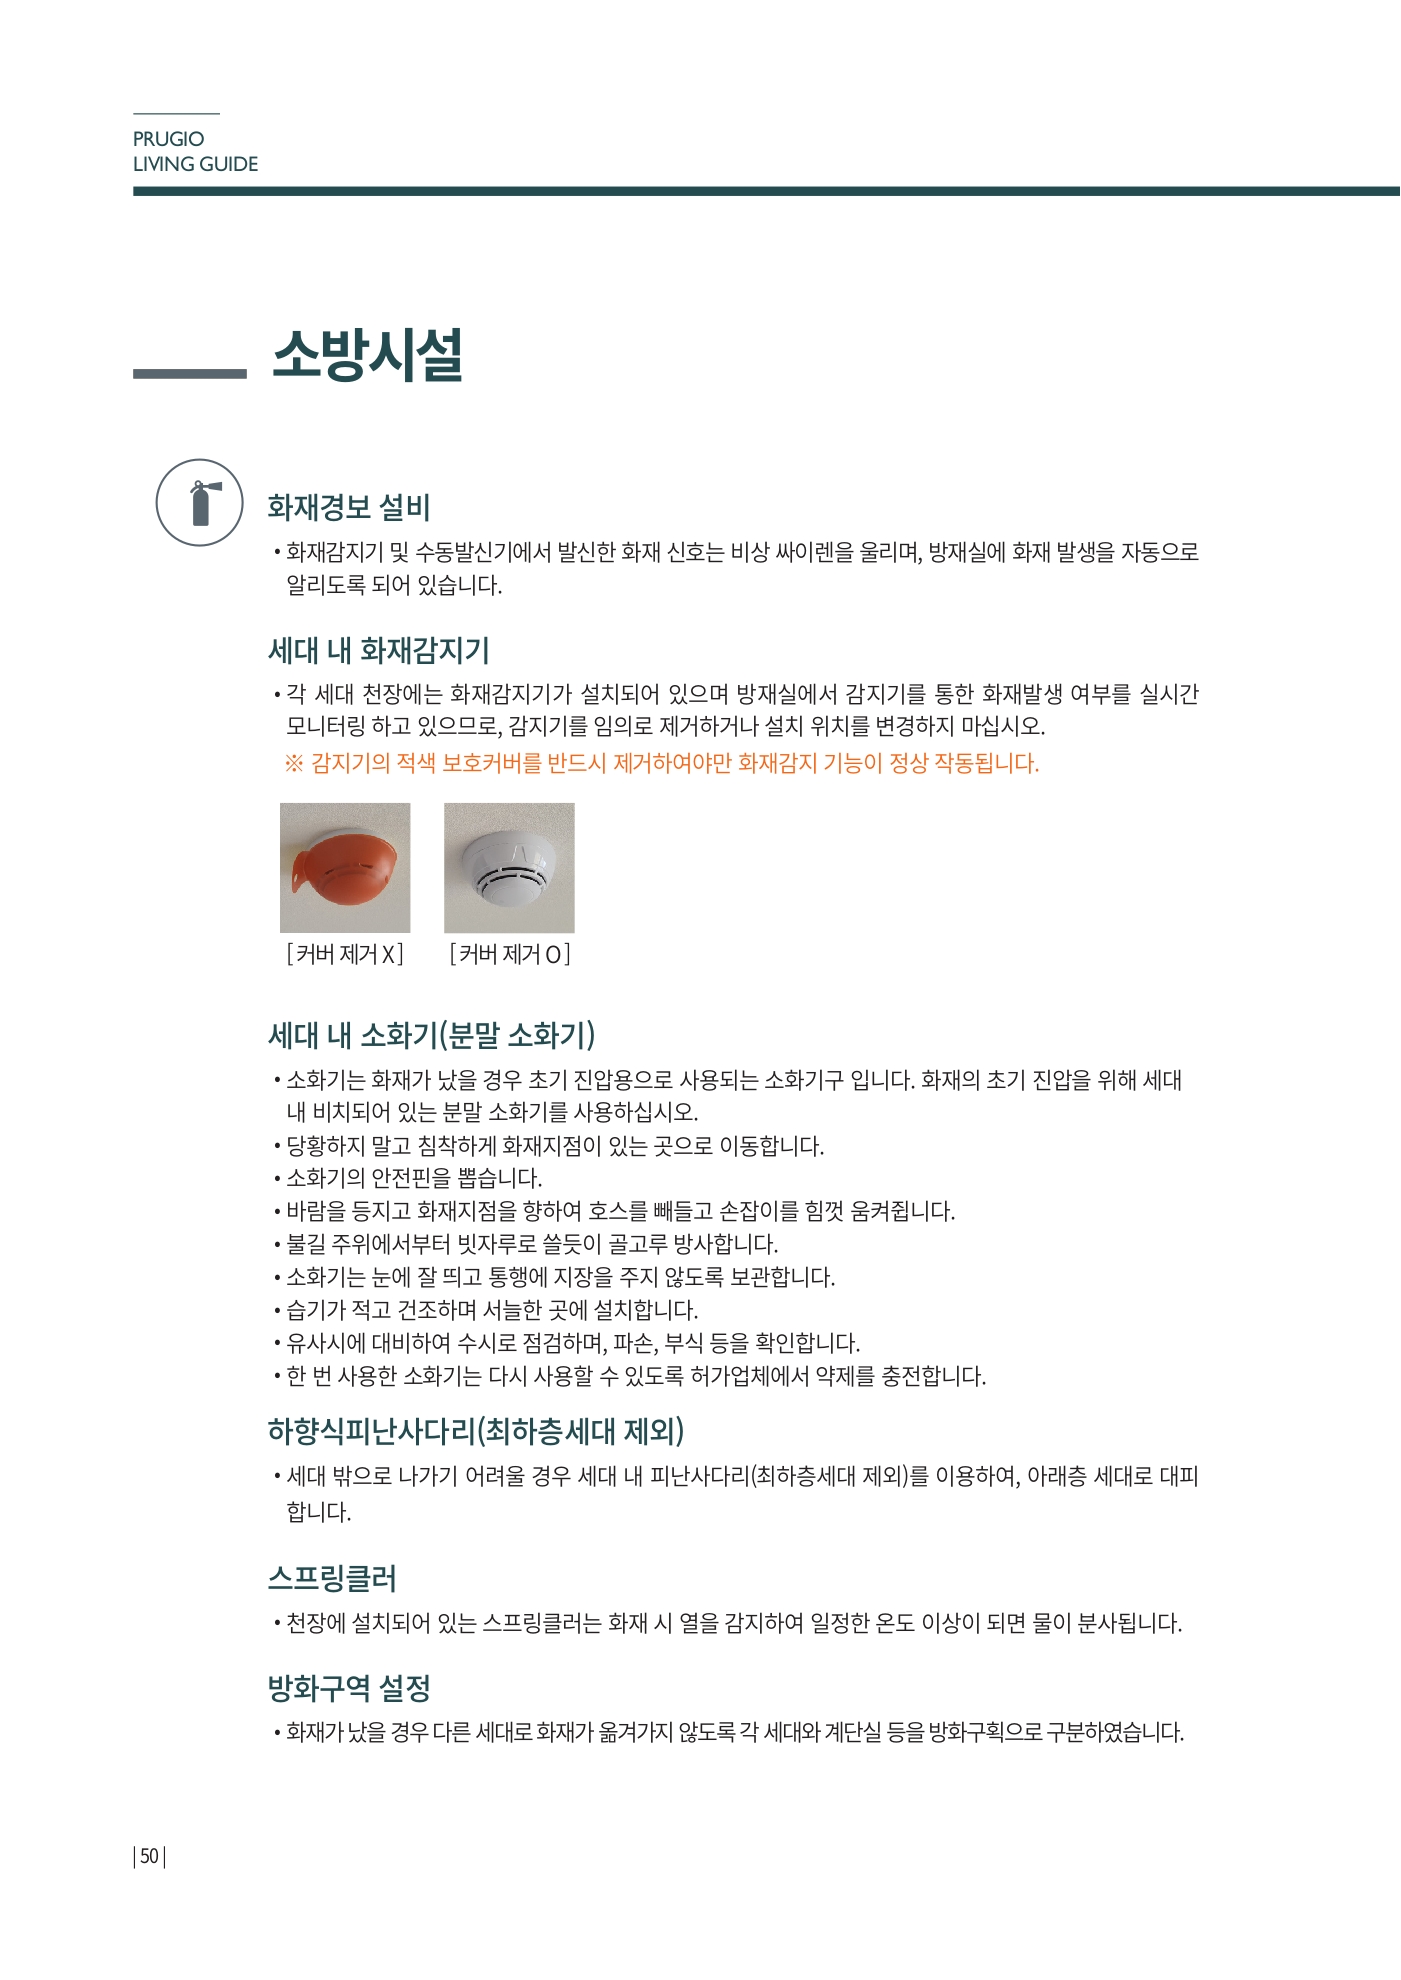 PRUGIO
LIVING GUIDE
소방시설
화재경보 설비
• 화재감지기 및 수동발신기에서 발신한 화재 신호는 비상 싸이렌을 울리며, 방재실에 화재 발생을 자동으로
알리도록 되어 있습니다.
세대 내 화재감지기
• 각 세대 천장에는 화재감지기가 설치되어 있으며 방재실에서 감지기를 통한 화재발생 여부를 실시간
모니터링 하고 있으므로, 감지기를 임의로 제거하거나 설치 위치를 변경하지 마십시오.
※ 감지기의 적색 보호커버를 반드시 제거하여야만 화재감지 기능이 정상 작동됩니다.
[ 커버 제거 X ] [ 커버 제거 O ]
세대 내 소화기(분말 소화기)
• 소화기는 화재가 났을 경우 초기 진압용으로 사용되는 소화기구 입니다. 화재의 초기 진압을 위해 세대
내 비치되어 있는 분말 소화기를 사용하십시오.
• 당황하지 말고 침착하게 화재지점이 있는 곳으로 이동합니다.
• 소화기의 안전핀을 뽑습니다.
• 바람을 등지고 화재지점을 향하여 호스를 빼들고 손잡이를 힘껏 움켜쥡니다.
• 불길 주위에서부터 빗자루로 쓸듯이 골고루 방사합니다.
• 소화기는 눈에 잘 띄고 통행에 지장을 주지 않도록 보관합니다.
• 습기가 적고 건조하며 서늘한 곳에 설치합니다.
• 유사시에 대비하여 수시로 점검하며, 파손, 부식 등을 확인합니다.
• 한 번 사용한 소화기는 다시 사용할 수 있도록 허가업체에서 약제를 충전합니다.
하향식피난사다리(최하층세대 제외)
• 세대 밖으로 나가기 어려울 경우 세대 내 피난사다리(최하층세대 제외)를 이용하여, 아래층 세대로 대피
합니다.
스프링클러
• 천장에 설치되어 있는 스프링클러는 화재 시 열을 감지하여 일정한 온도 이상이 되면 물이 분사됩니다.
방화구역 설정
• 화재가 났을 경우 다른 세대로 화재가 옮겨가지 않도록 각 세대와 계단실 등을 방화구획으로 구분하였습니다.
| 50 |